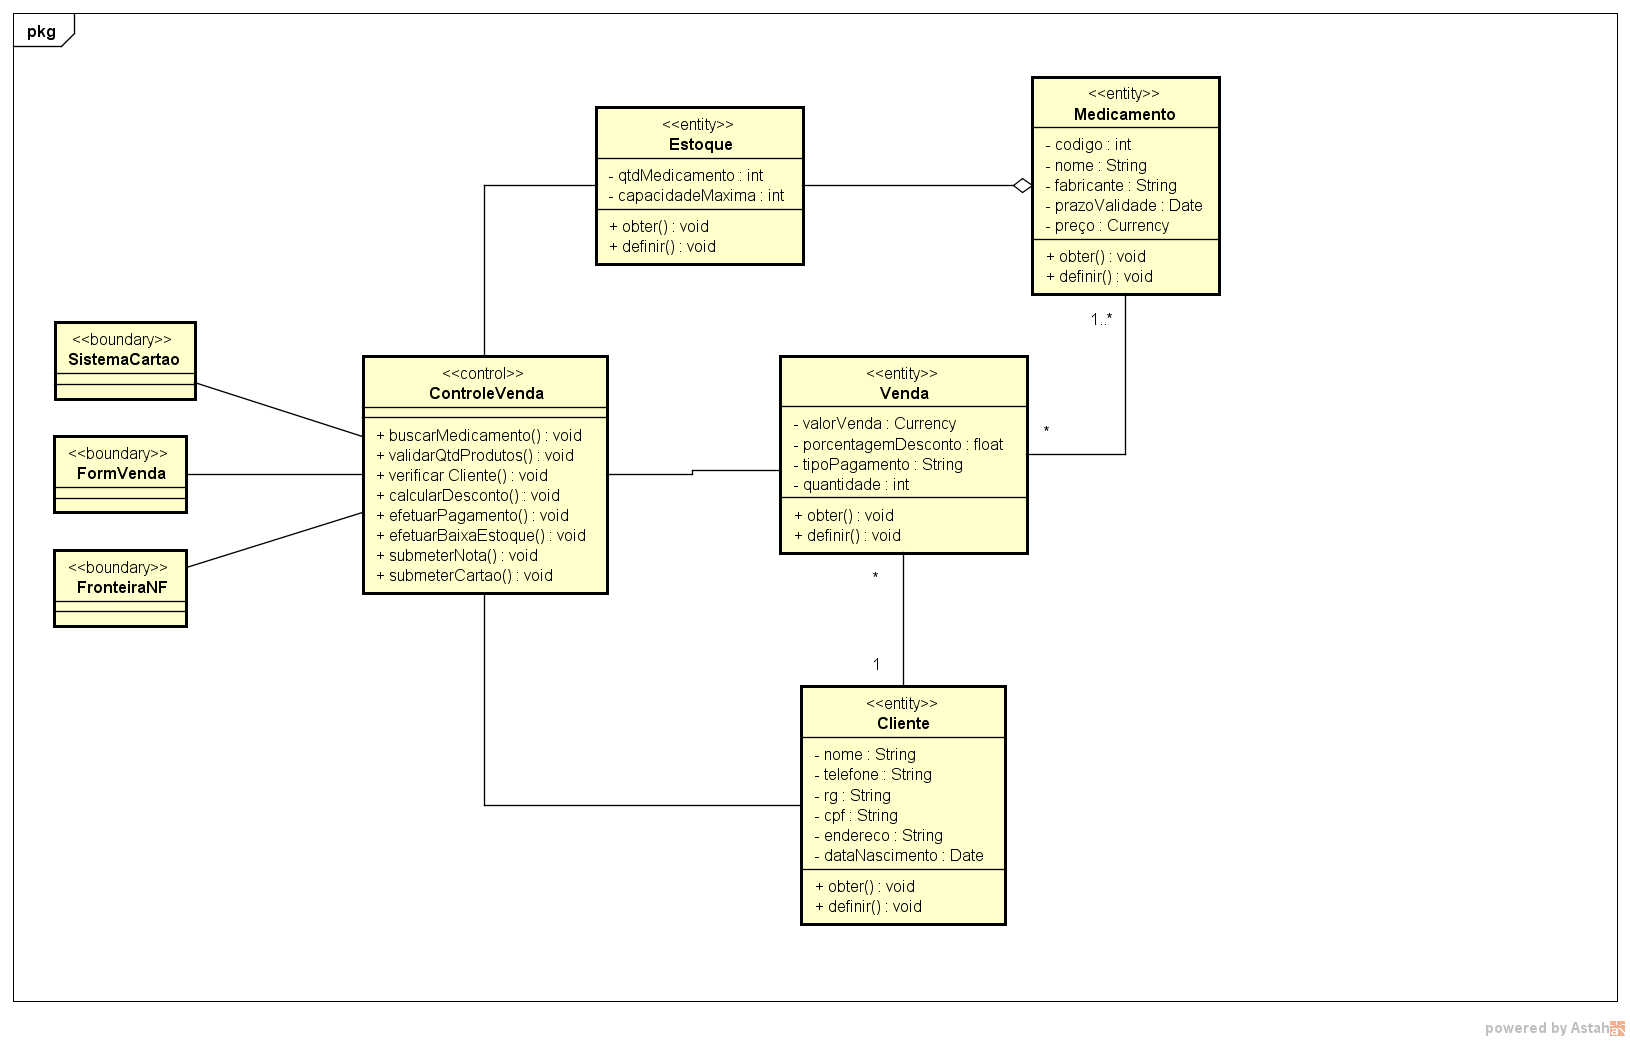 pkg
<<entity>>
Medicamento
- codigo : int
- nome : String
- fabricante : String
- prazoValidade : Date
- preço : Currency
+ obter() : void
+ definir() : void
<<entity>>
Estoque
- qtdMedicamento : int
- capacidadeMaxima : int
+ obter() : void
+ definir() : void
1..*
<<boundary>>
SistemaCartao
<<control>>
ControleVenda
+ buscarMedicamento() : void
+ validarQtdProdutos() : void
+ verificar Cliente() : void
+ calcularDesconto() : void
+ efetuarPagamento() : void
+ efetuarBaixaEstoque() : void
+ submeterNota() : void
+ submeterCartao() : void
<<entity>>
Venda
- valorVenda : Currency
- porcentagemDesconto : float
- tipoPagamento : String
- quantidade : int
+ obter() : void
+ definir() : void
*
<<boundary>>
FormVenda
<<boundary>>
FronteiraNF
*
1
<<entity>>
Cliente
- nome : String
- telefone : String
- rg : String
- cpf : String
- endereco : String
- dataNascimento : Date
+ obter() : void
+ definir() : void
powered by Astah